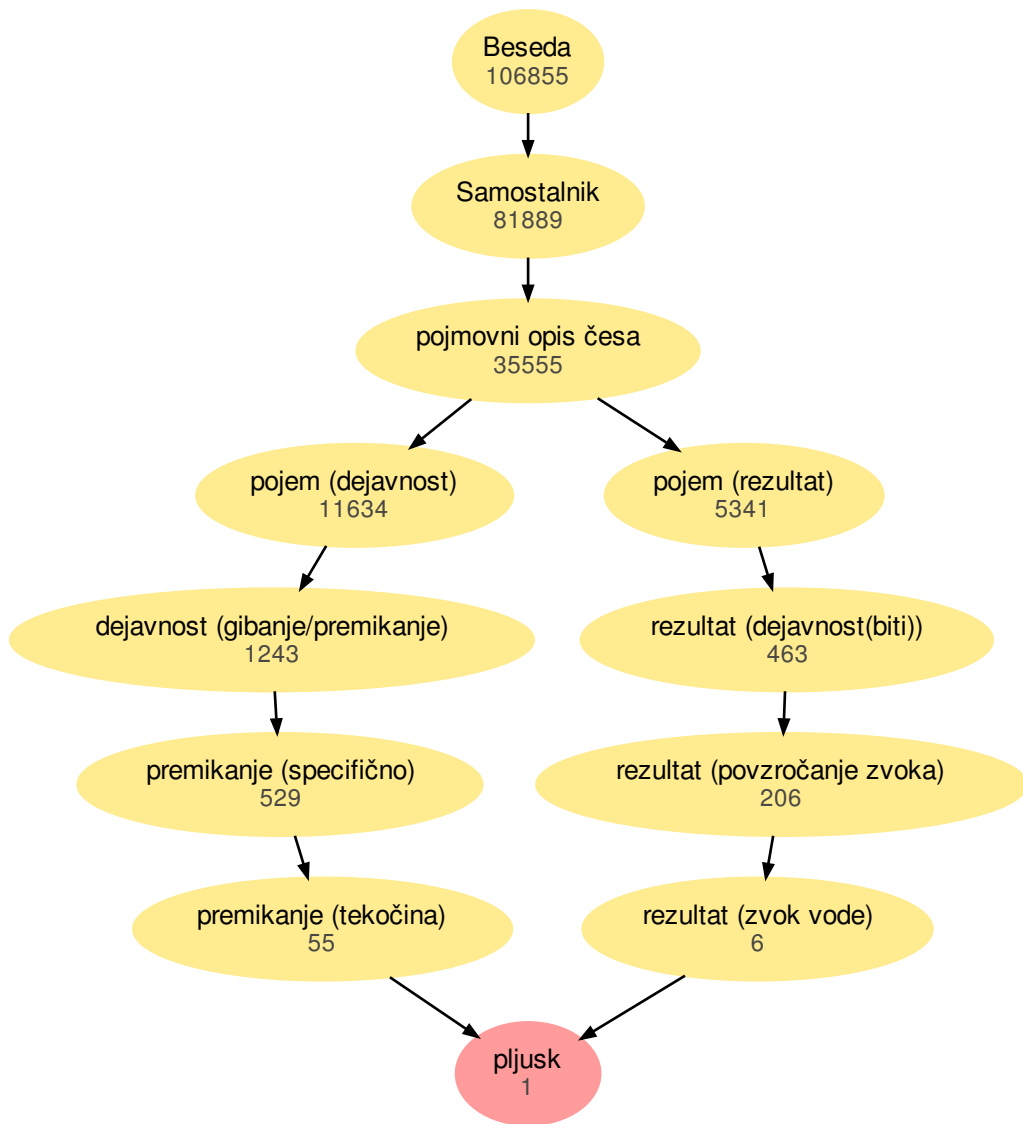 Beseda
106855
Samostalnik
81889
pojmovni opis česa
35555
pojem (dejavnost)
11634
pojem (rezultat)
5341
dejavnost (gibanje/premikanje)
1243
rezultat (dejavnost(biti))
463
premikanje (specifično)
529
rezultat (povzročanje zvoka)
206
premikanje (tekočina)
55
rezultat (zvok vode)
6
pljusk
1